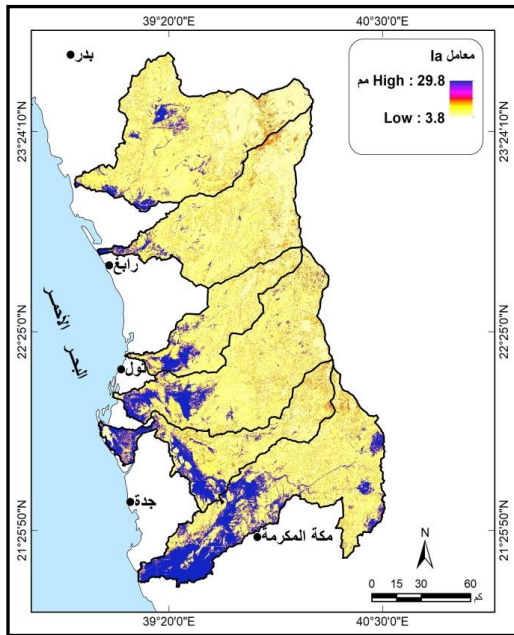 39°20'0"E
40°30'0"E
معامل Ia
High : 29.8 مم
Low : 3.8
بدر
23°24'10"N
رابغ
البحر الأحمر
22°25'0"N
ثول
جدة
مكة المكرمة
21°25'50"N
N
0 15 30 60
كم
39°20'0"E
40°30'0"E